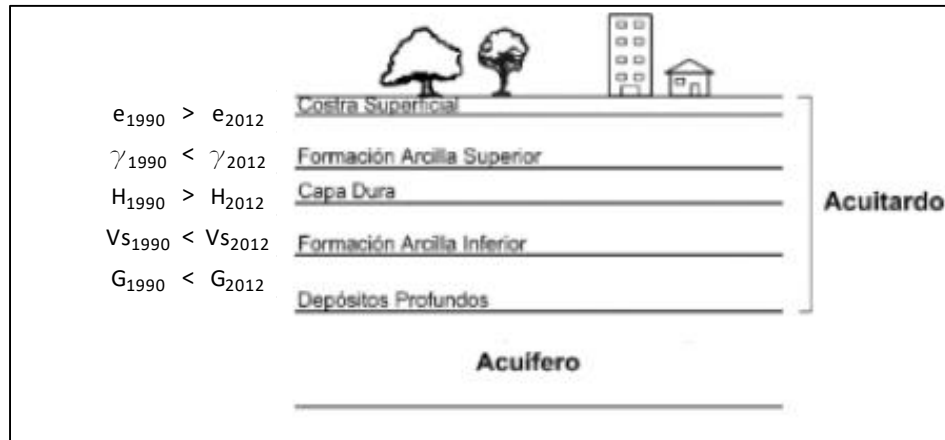 Costra Superficial
e1990 > e2012
γ1990 < γ2012
Formación Arcilla Superior
H1990 > H2012
Capa Dura
Acuitardo
Vs1990 < Vs2012
Formación Arcilla Inferior
G1990 < G2012
Depósitos Profundos
Acuífero